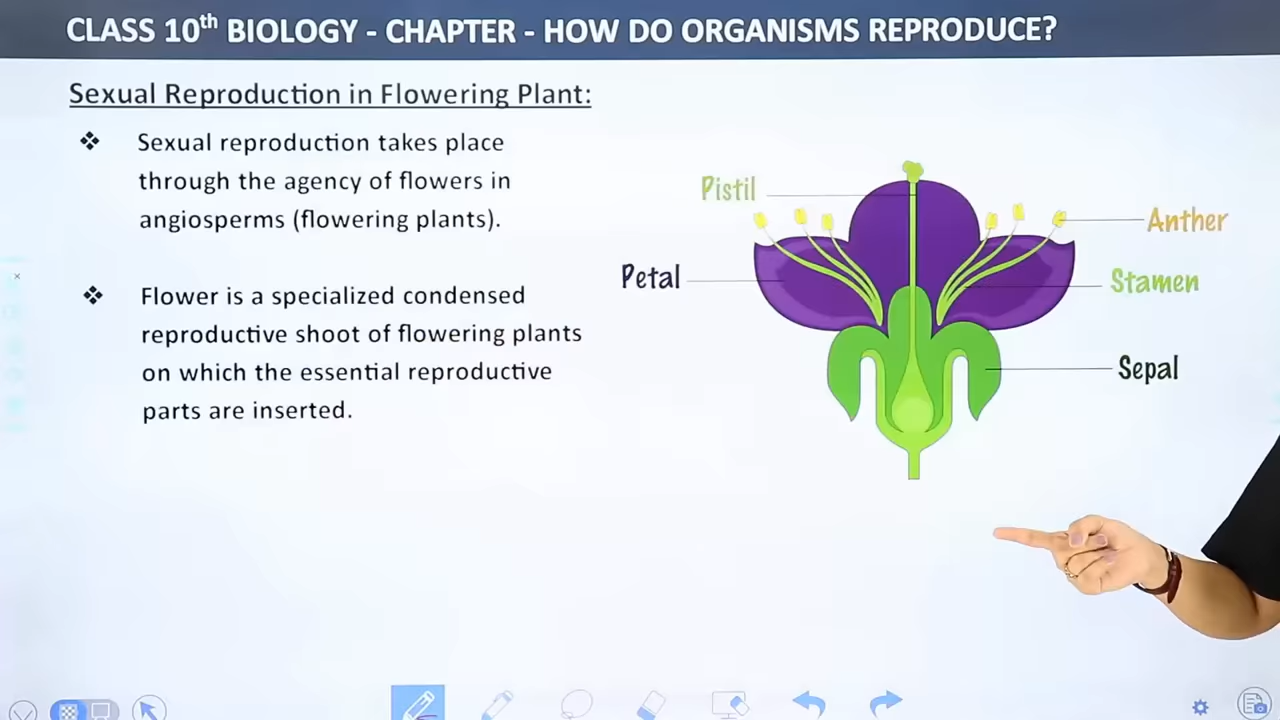 CLASS 10th BIOLOGY - CHAPTER - HOW DO ORGANISMS REPRODUCE?
Sexual Reproduction in Flowering Plant:
❖ Sexual reproduction takes place
through the agency of flowers in
angiosperms (flowering plants).
❖ Flower is a specialized condensed
reproductive shoot of flowering plants
on which the essential reproductive
parts are inserted.
Pistil
Anther
Petal
Stamen
Sepal